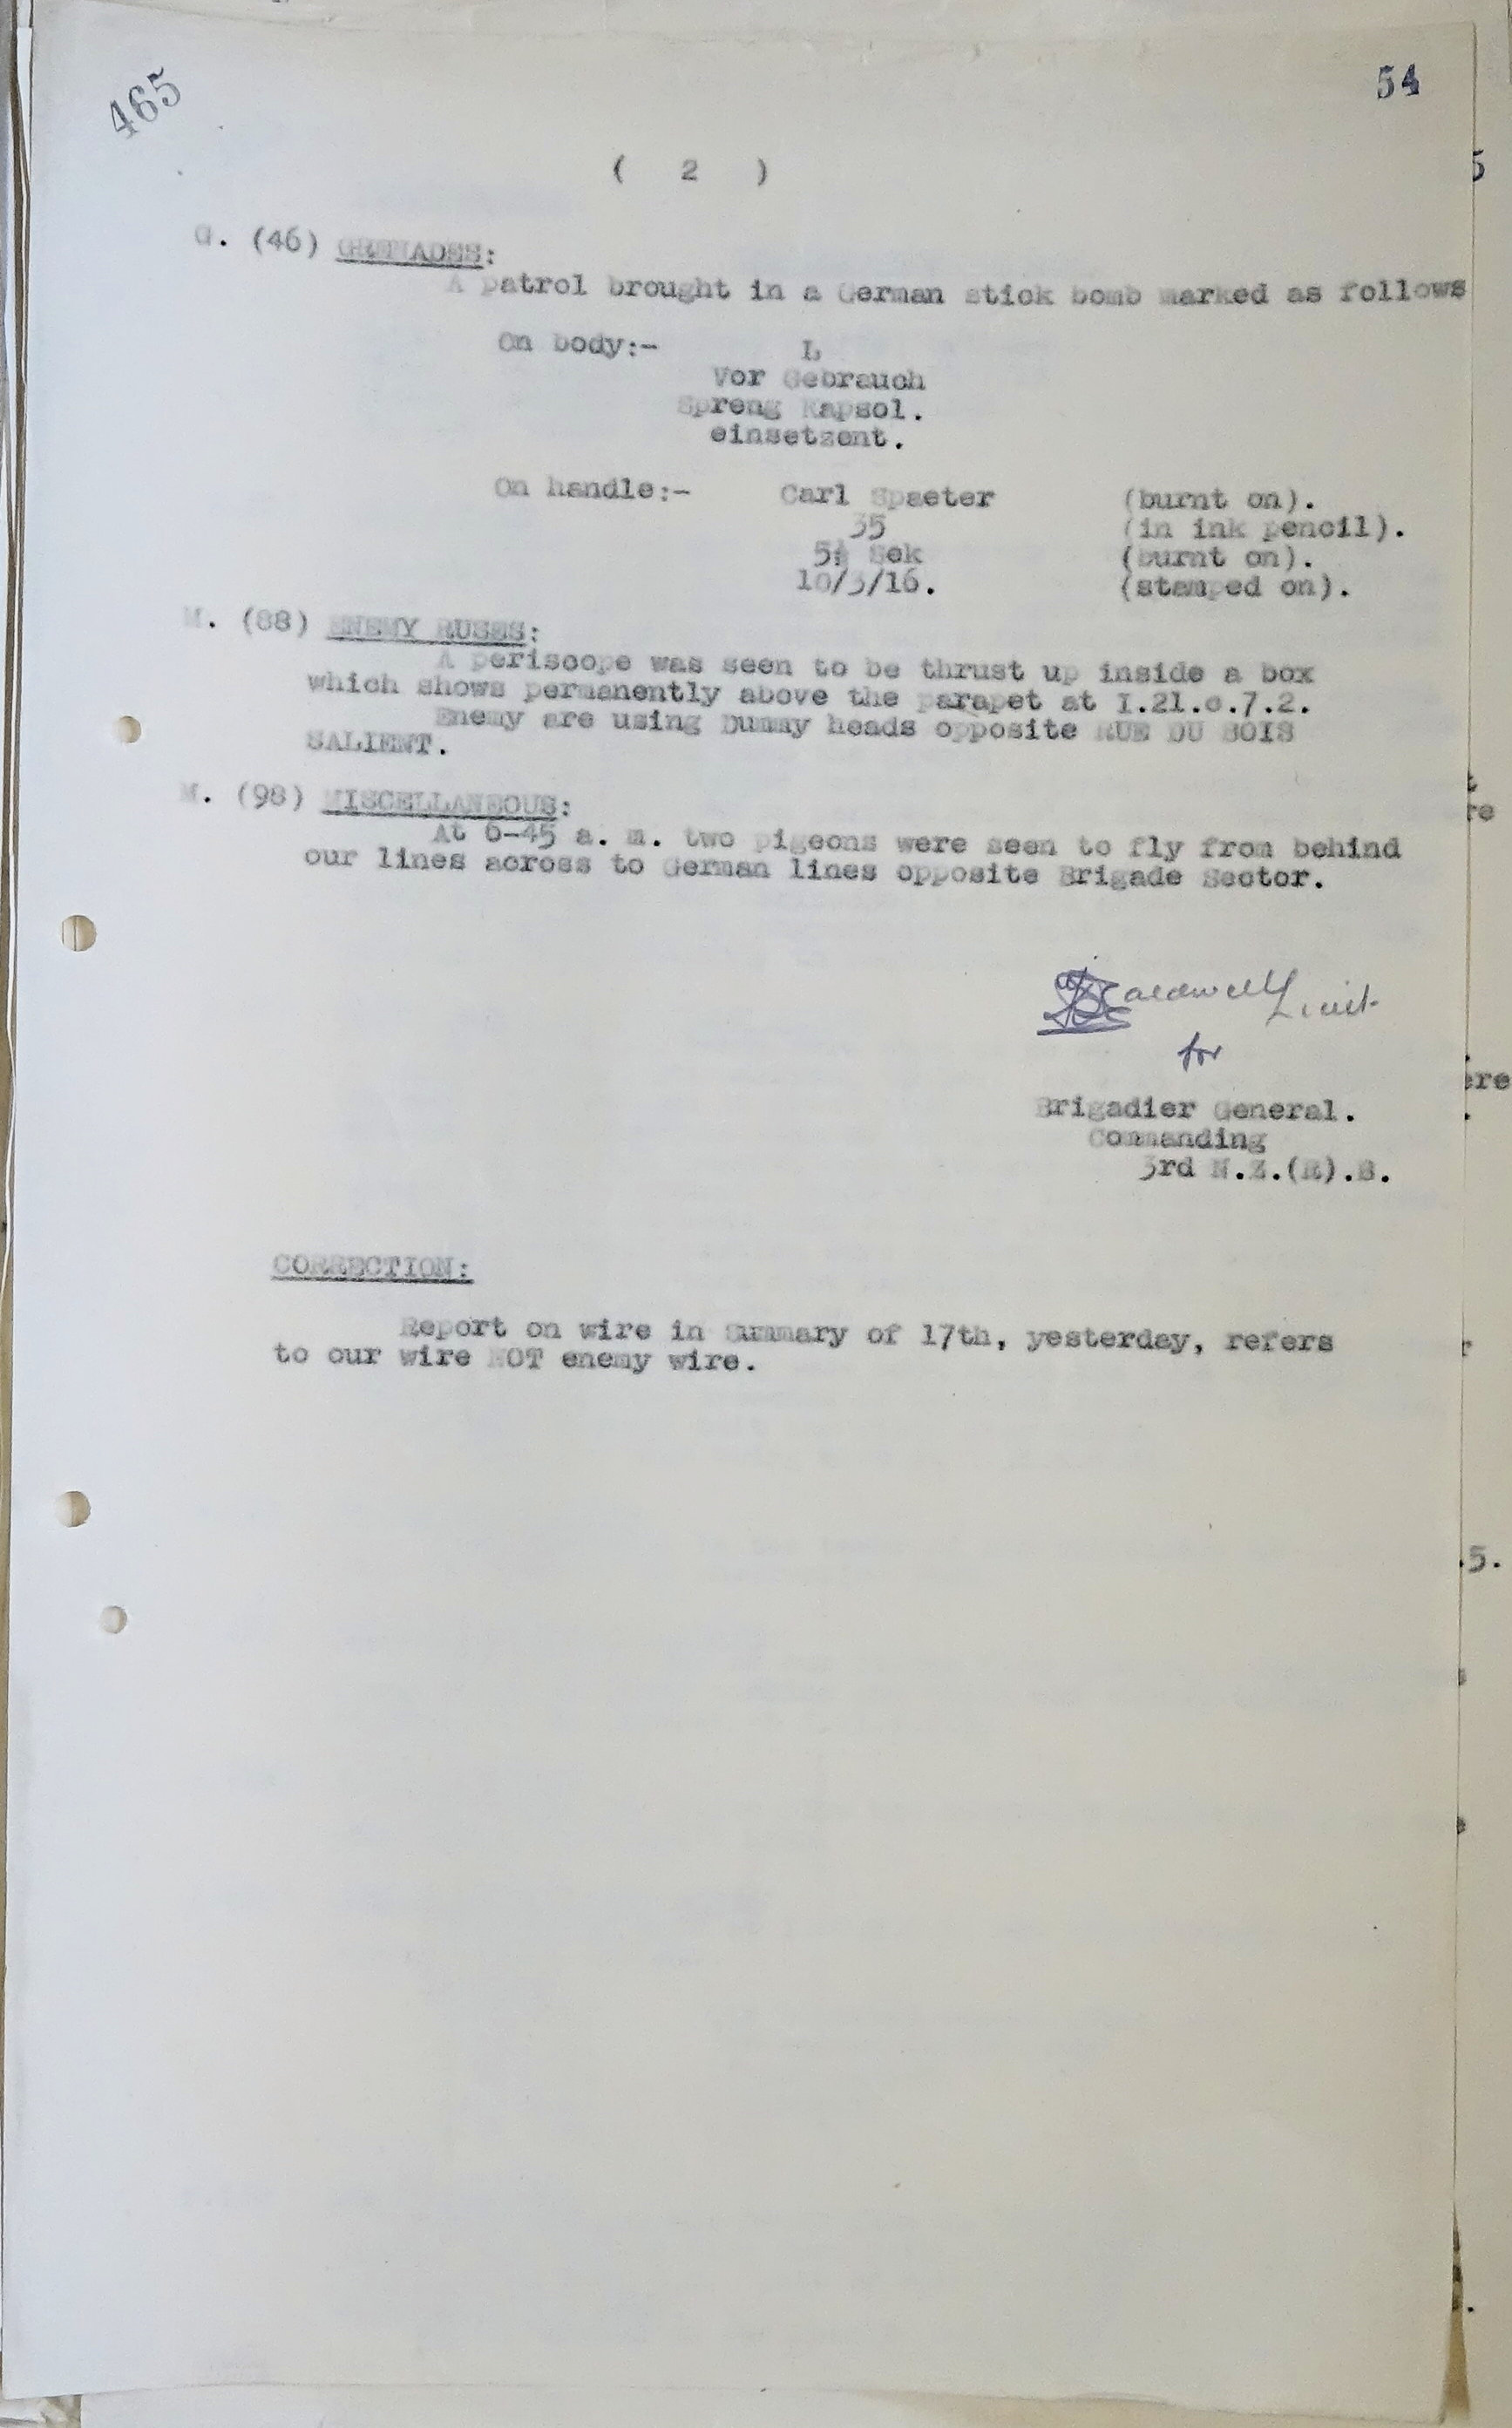 465
54
( 2 )
G. (46) GRENADES:
A patrol brought in a German stick bomb marked as follows
On body:- L
Vor Gebrauch
Spreng Kapsol.
einsetzent.
On handle:- Carl Spaeter (burnt on).
35 (in ink pencil).
5½ Sek (burnt on).
10/3/16. (stamped on).
M. (88) ENEMY RUSES:
A periscope was seen to be thrust up inside a box
which shows permanently above the parapet at I.21.c.7.2.
Enemy are using Dummy heads opposite RUE DU BOIS
SALIENT.
M. (98) MISCELLANEOUS:
At 6-45 a. m. two pigeons were seen to fly from behind
our lines across to German lines opposite Brigade Sector.
Caldwell Lieut
for
Brigadier General.
Commanding
3rd N.Z.(R).B.
CORRECTION:
Report on wire in Summary of 17th, yesterday, refers
to our wire NOT enemy wire.